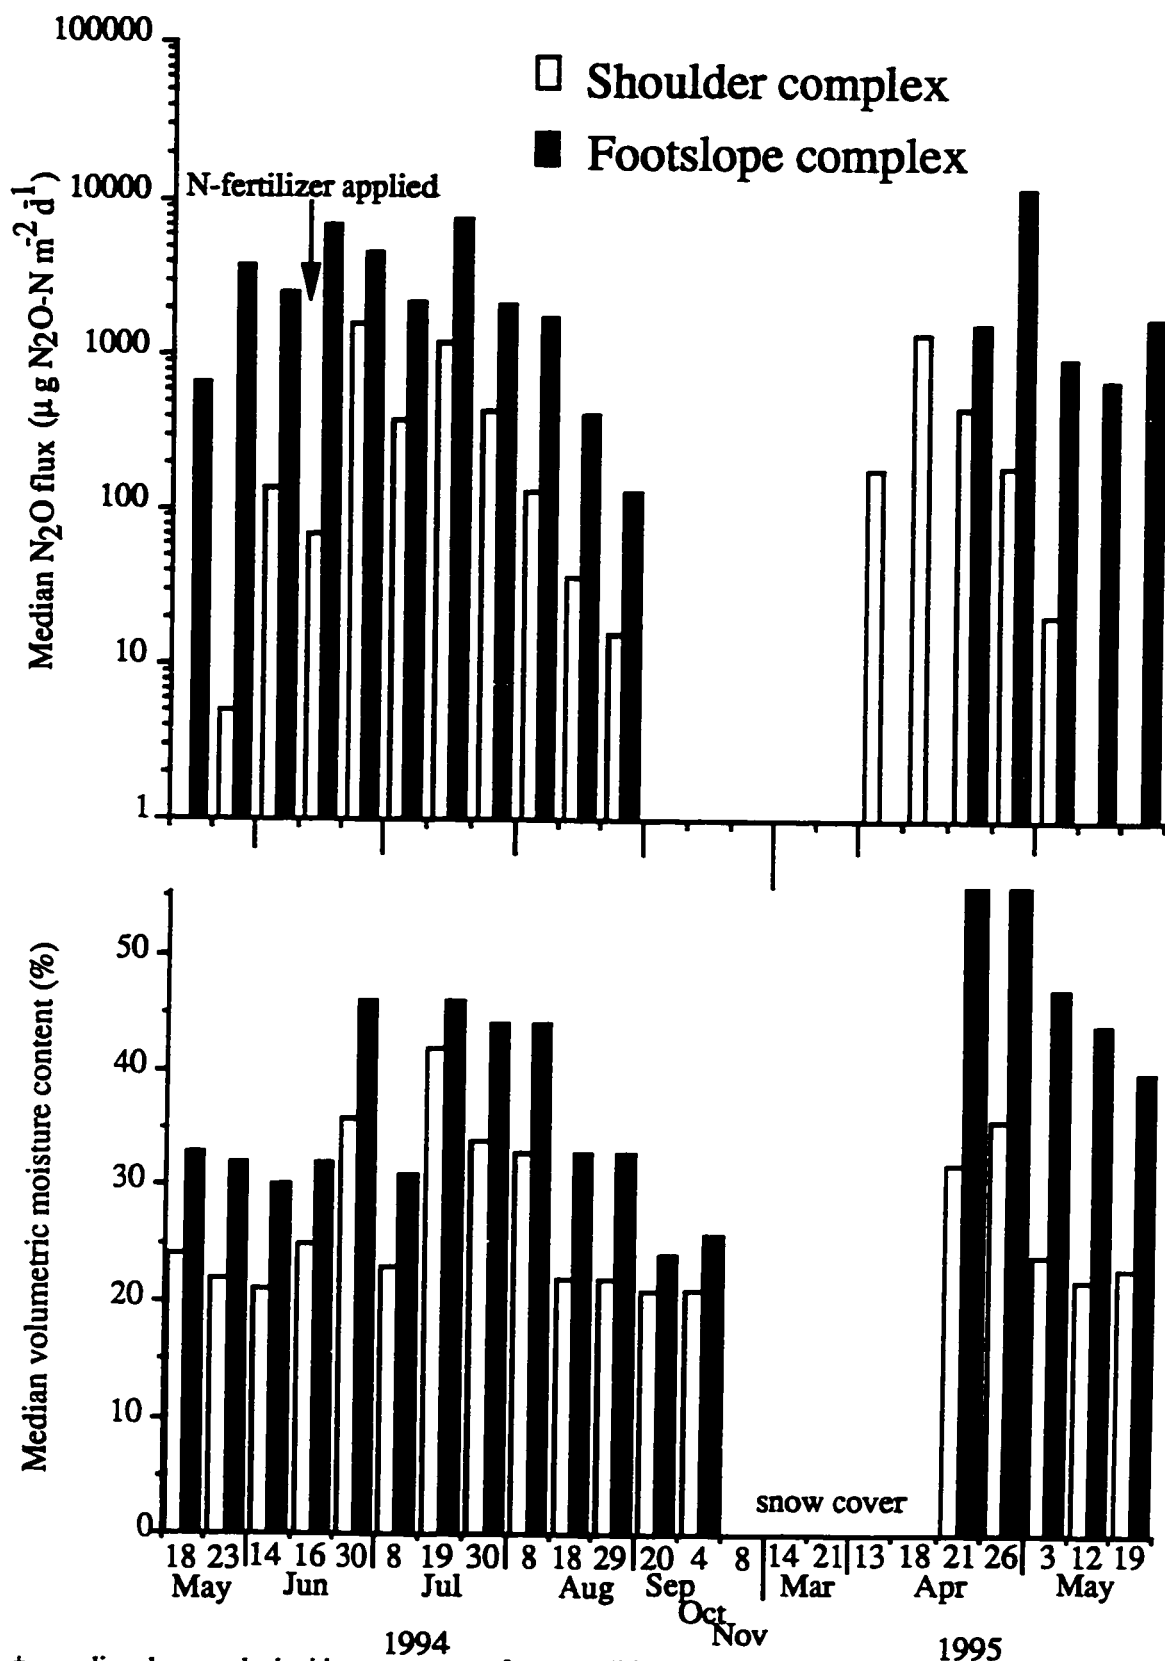 100000
Shoulder complex
Footslope complex
10000
N-fertilizer applied
1000
100
10
1
Median N2O flux (μ g N2O-N m-2 d-1)
50
40
30
20
10
0
Median volumetric moisture content (%)
snow cover
18 23 14 16 30 8 19 30 8 18 29 20 4 8 14 21 13 18 21 26 3 12 19
May Jun Jul Aug Sep Mar Apr May
Oct
Nov
1994 1995